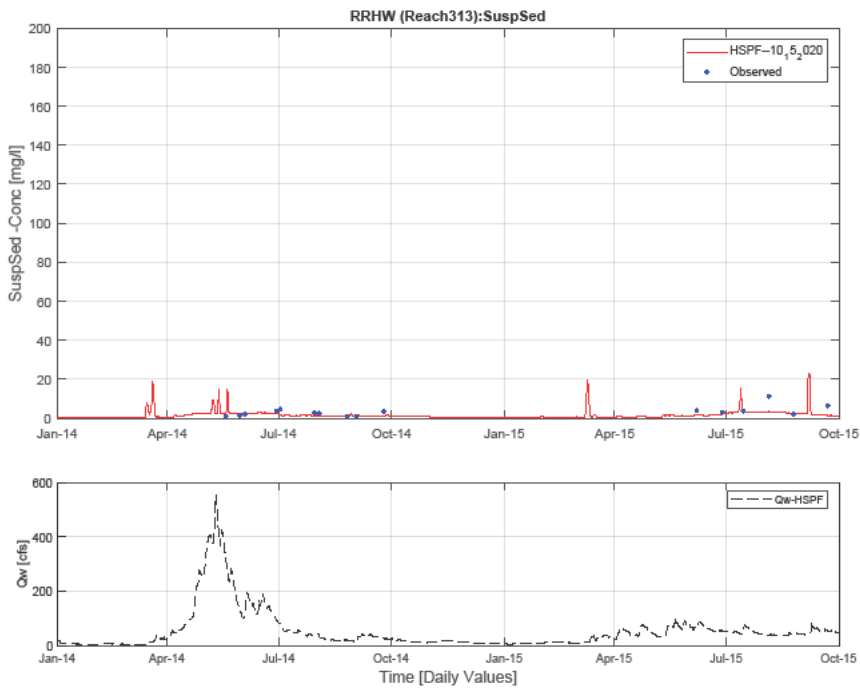 RRHW (Reach313):SuspSed
SuspSed -Conc [mg/l]
200
180
160
140
120
100
80
60
40
20
0
HSPF--10₁5₂020
Observed
Jan-14 Apr-14 Jul-14 Oct-14 Jan-15 Apr-15 Jul-15 Oct-15
Qw [cfs]
600
400
200
0
Qw-HSPF
Jan-14 Apr-14 Jul-14 Oct-14 Jan-15 Apr-15 Jul-15 Oct-15
Time [Daily Values]